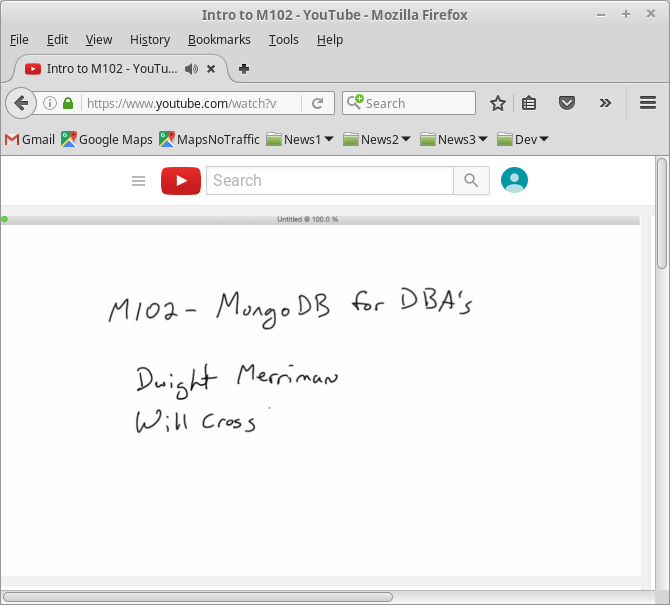 Intro to M102 - YouTube - Mozilla Firefox
File Edit View History Bookmarks Tools Help
Intro to M102 - YouTu...
https://www.youtube.com/watch?v
Search
Gmail Google Maps MapsNoTraffic News1 News2 News3 Dev
Search
Untitled @ 100.0 %
M102 - MongoDB for DBA's
Dwight Merriman
Will Cross